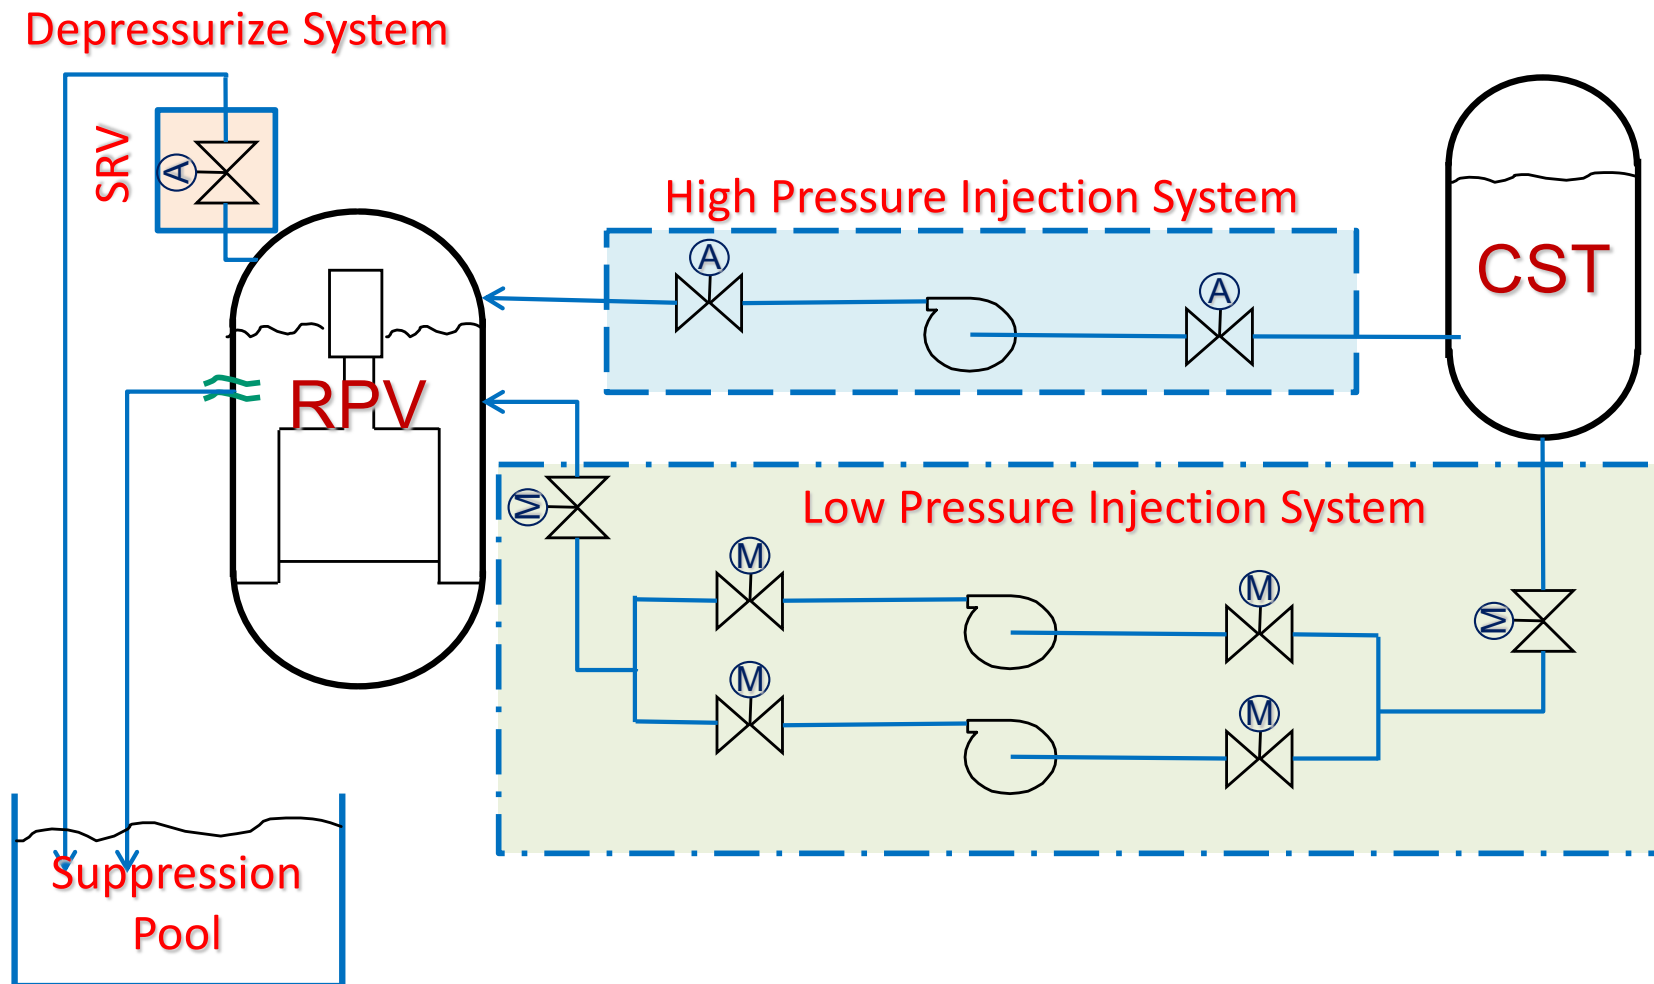 Depressurize System
SRV
A
High Pressure Injection System
A
A
CST
RPV
Low Pressure Injection System
M
M
M
M
M
M
Suppression
Pool